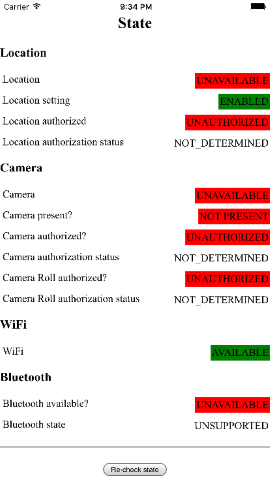 Carrier 9:34 PM
State
Location
Location UNAVAILABLE
Location setting ENABLED
Location authorized UNAUTHORIZED
Location authorization status NOT_DETERMINED
Camera
Camera UNAVAILABLE
Camera present? NOT PRESENT
Camera authorized? UNAUTHORIZED
Camera authorization status NOT_DETERMINED
Camera Roll authorized? UNAUTHORIZED
Camera Roll authorization status NOT_DETERMINED
WiFi
WiFi AVAILABLE
Bluetooth
Bluetooth available? UNAVAILABLE
Bluetooth state UNSUPPORTED
Re-check state